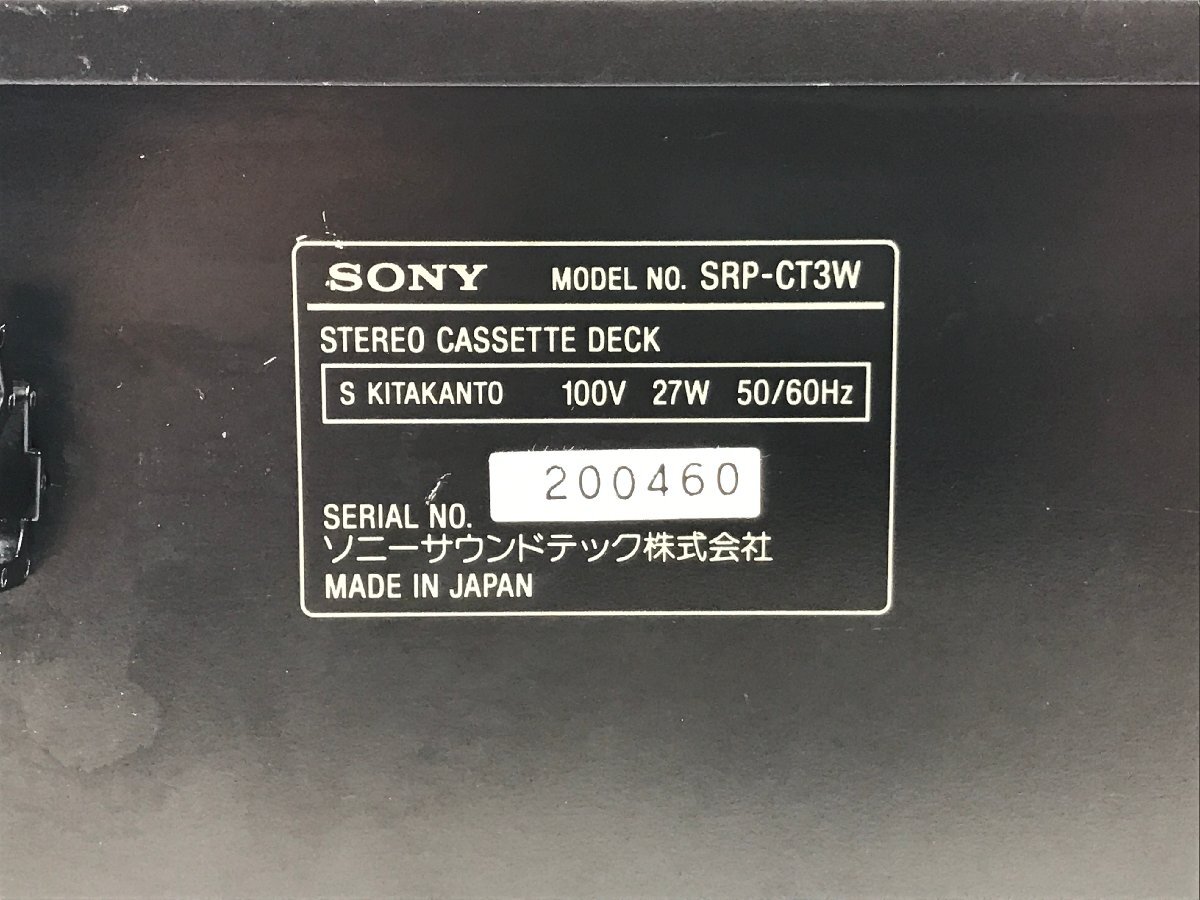 SONY MODEL NO. SRP-CT3W
STEREO CASSETTE DECK
S KITAKANTO 100V 27W 50/60Hz
SERIAL NO. 200460
ソニーサウンドテック株式会社
MADE IN JAPAN